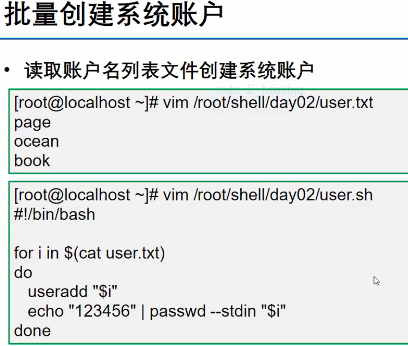 批量创建系统账户
• 读取账户名列表文件创建系统账户
[root@localhost ~]# vim /root/shell/day02/user.txt
page
ocean
book
[root@localhost ~]# vim /root/shell/day02/user.sh
#!/bin/bash
for i in $(cat user.txt)
do
useradd "$i"
echo "123456" | passwd --stdin "$i"
done